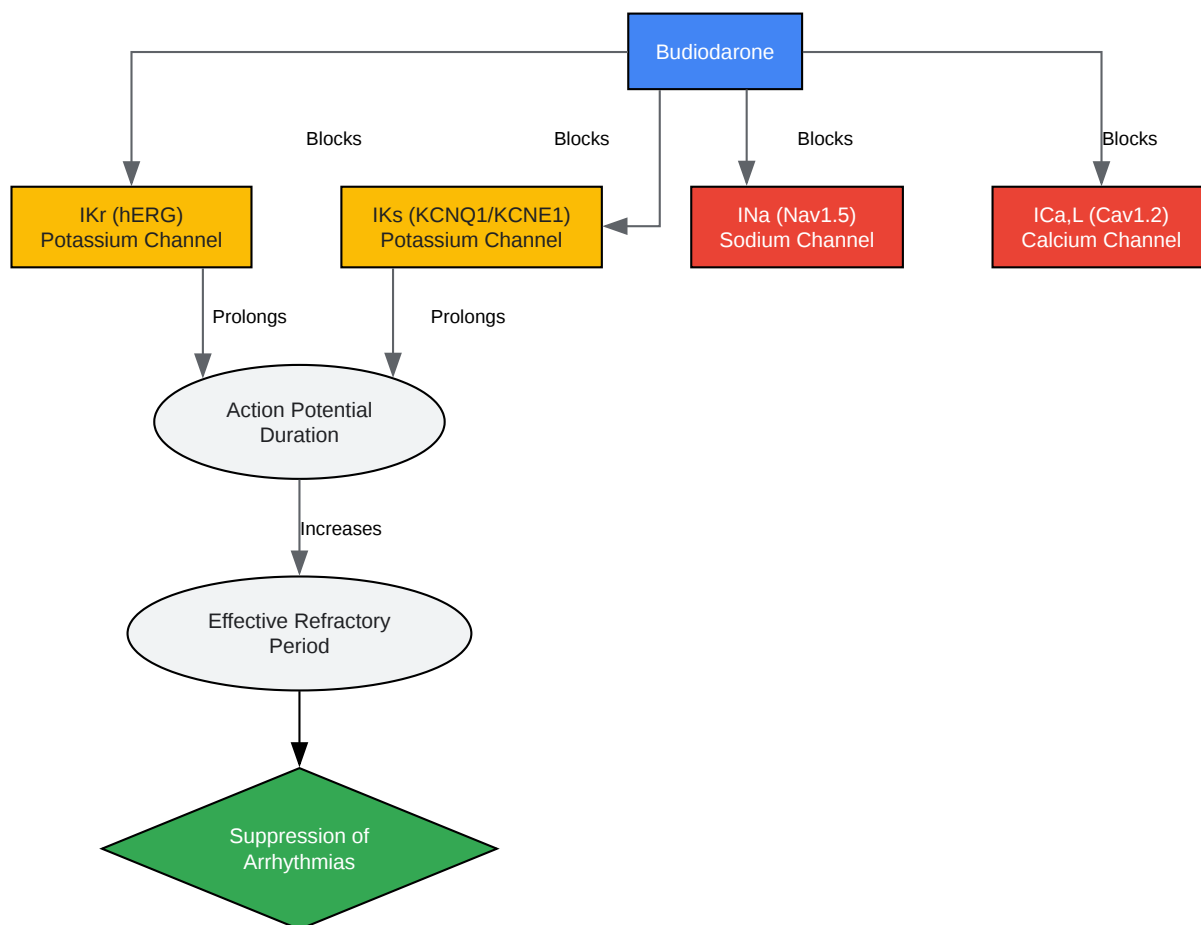 Budiodarone
Blocks
Blocks
Blocks
Blocks
IKr (hERG)
Potassium Channel
IKs (KCNQ1/KCNE1)
Potassium Channel
INa (Nav1.5)
Sodium Channel
ICa,L (Cav1.2)
Calcium Channel
Prolongs
Prolongs
Action Potential
Duration
Increases
Effective Refractory
Period
Suppression of
Arrhythmias